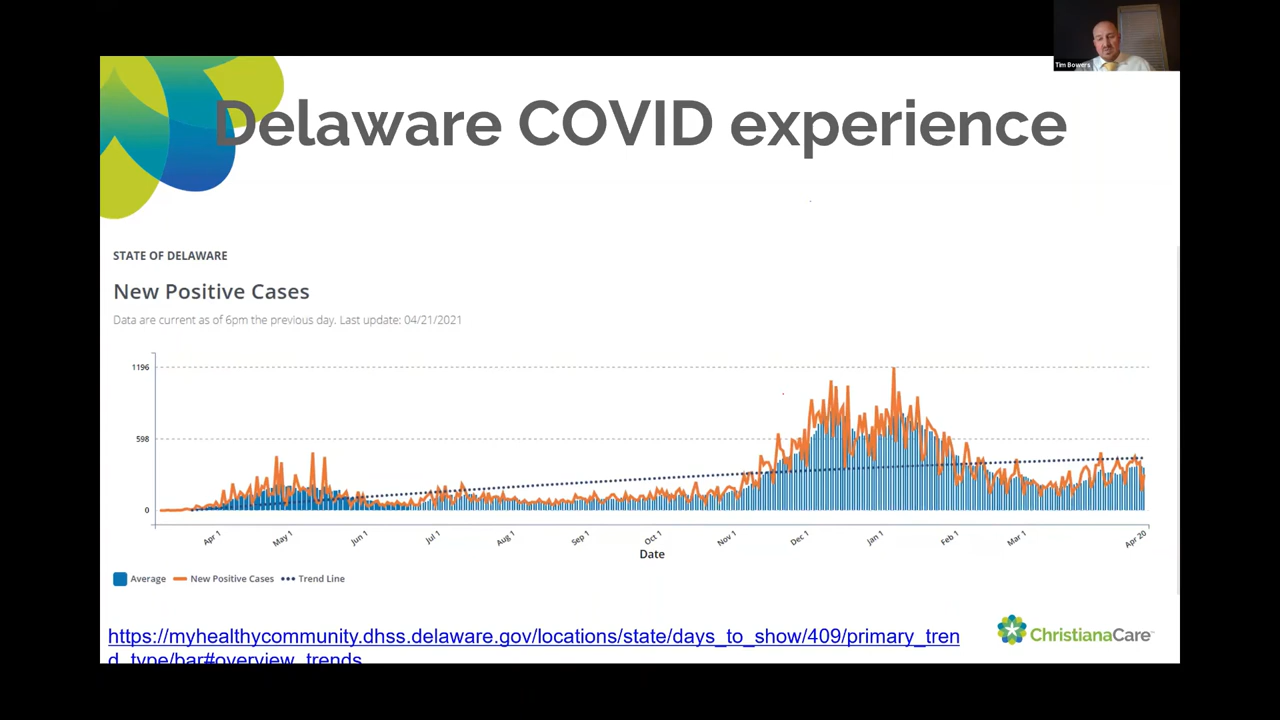 Tim Bowers
Delaware COVID experience
STATE OF DELAWARE
New Positive Cases
Data are current as of 6pm the previous day. Last update: 04/21/2021
1196
598
0
Apr 1
May 1
Jun 1
Jul 1
Aug 1
Sep 1
Oct 1
Nov 1
Dec 1
Jan 1
Feb 1
Mar 1
Apr 20
Date
Average New Positive Cases Trend Line
https://myhealthycommunity.dhss.delaware.gov/locations/state/days_to_show/409/primary_tren
d_type/bar#overview_trends
ChristianaCare